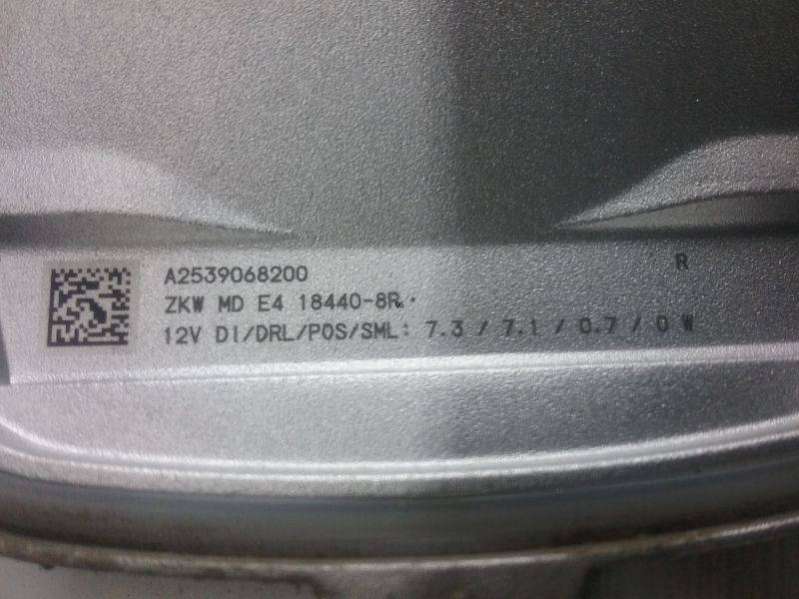 R
A2539068200
ZKW MD E4 18440-8R
12V DI/DRL/POS/SML: 7.3 / 7.1 / 0.7 / 0 W